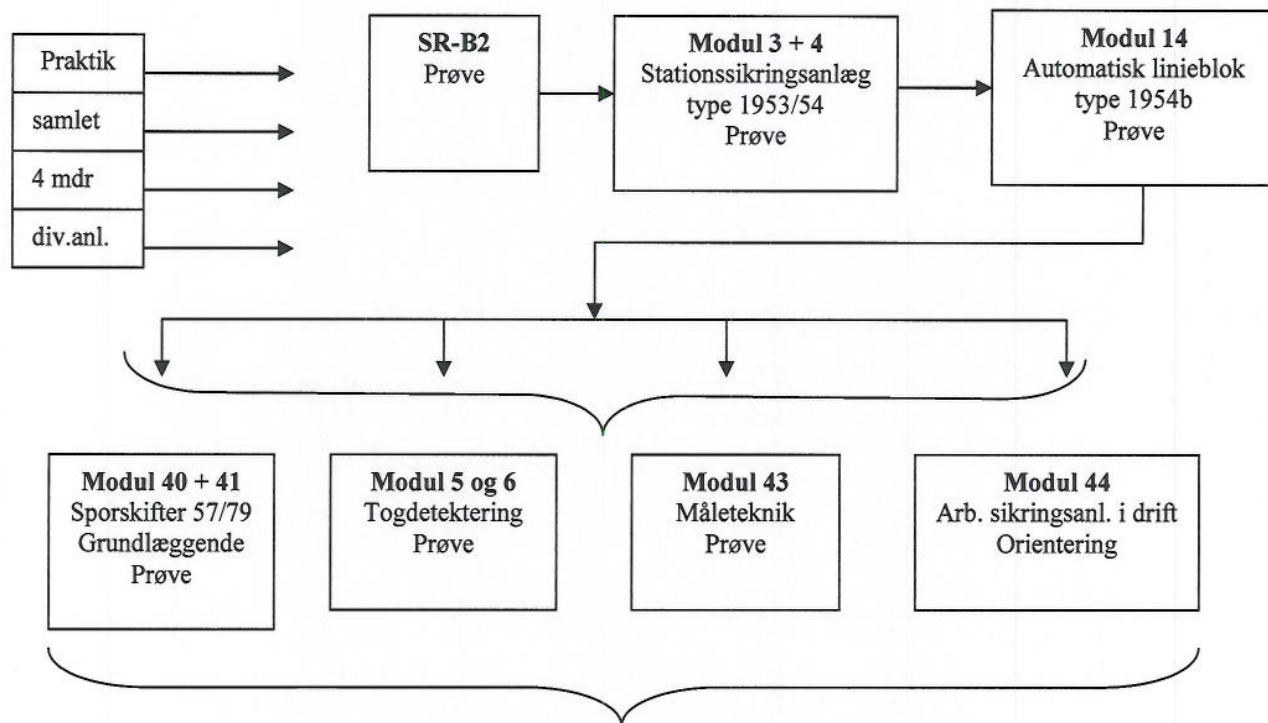 Praktik
samlet
4 mdr
div.anl.
SR-B2
Prøve
Modul 3 + 4
Stationssikringsanlæg
type 1953/54
Prøve
Modul 14
Automatisk linieblok
type 1954b
Prøve
Modul 40 + 41
Sporskifter 57/79
Grundlæggende
Prøve
Modul 5 og 6
Togdetektering
Prøve
Modul 43
Måleteknik
Prøve
Modul 44
Arb. sikringsanl. i drift
Orientering